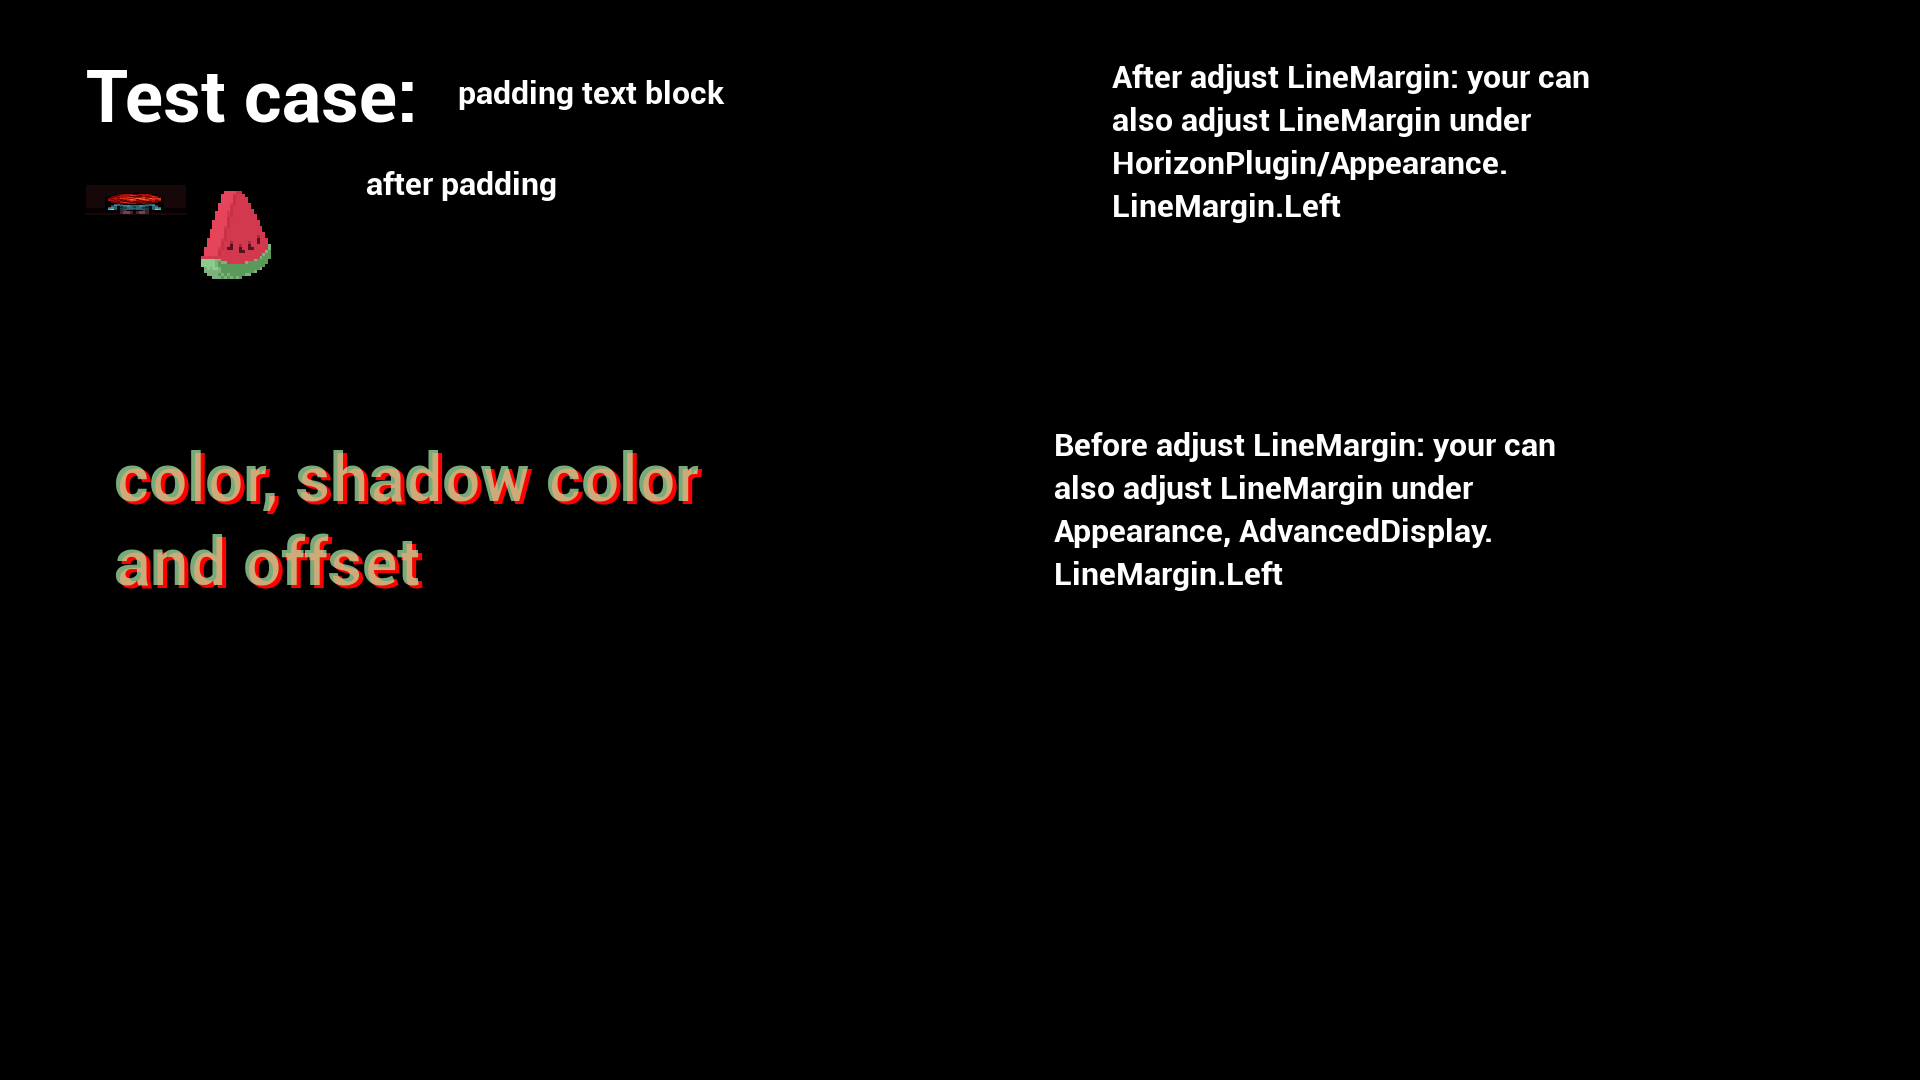 Test case:
padding text block
after padding
After adjust LineMargin: your can
also adjust LineMargin under
HorizonPlugin/Appearance.
LineMargin.Left
color, shadow color
and offset
Before adjust LineMargin: your can
also adjust LineMargin under
Appearance, AdvancedDisplay.
LineMargin.Left